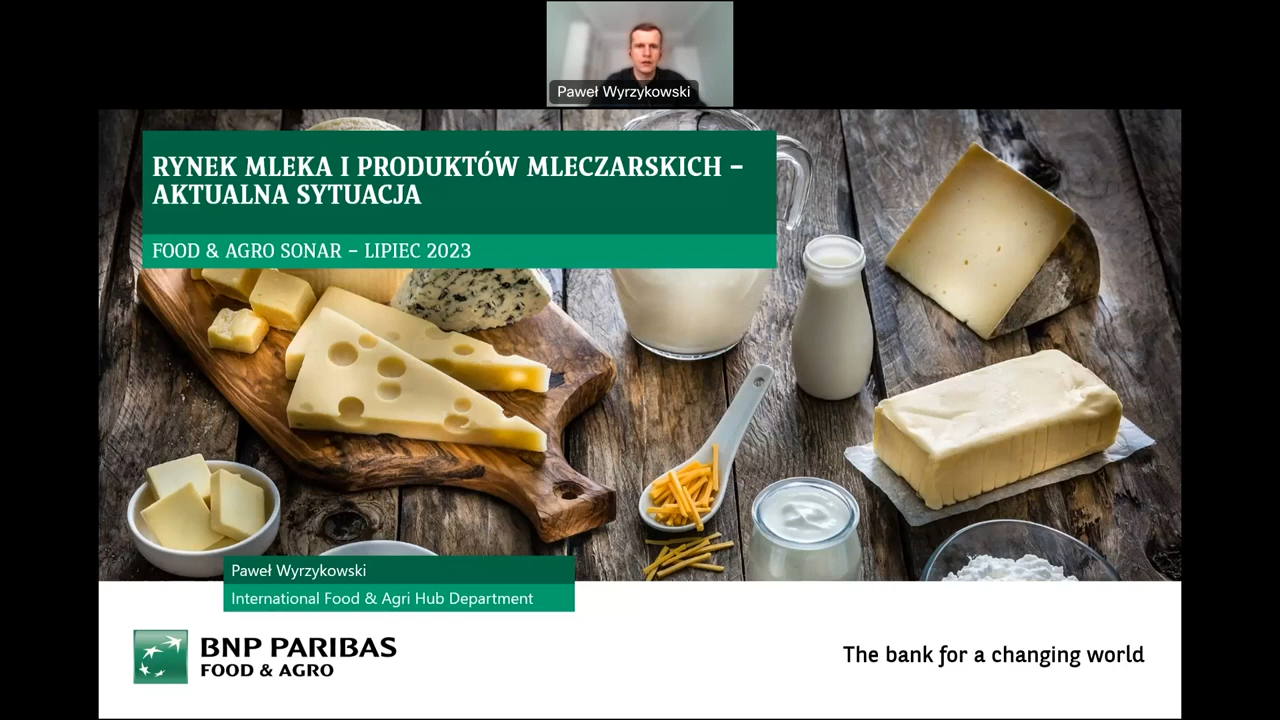 Paweł Wyrzykowski
RYNEK MLEKA I PRODUKTÓW MLECZARSKICH –
AKTUALNA SYTUACJA
FOOD & AGRO SONAR – LIPIEC 2023
Paweł Wyrzykowski
International Food & Agri Hub Department
BNP PARIBAS
FOOD & AGRO
The bank for a changing world